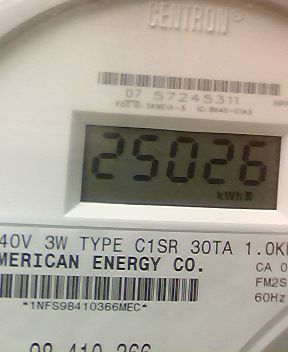 CENTRON®
07 57245311
25026
kWh
40V 3W TYPE C1SR 30TA 1.0K
MERICAN ENERGY CO.
CA 0
FM2S
60Hz
*1NFS98410366MEC*
98 410 366